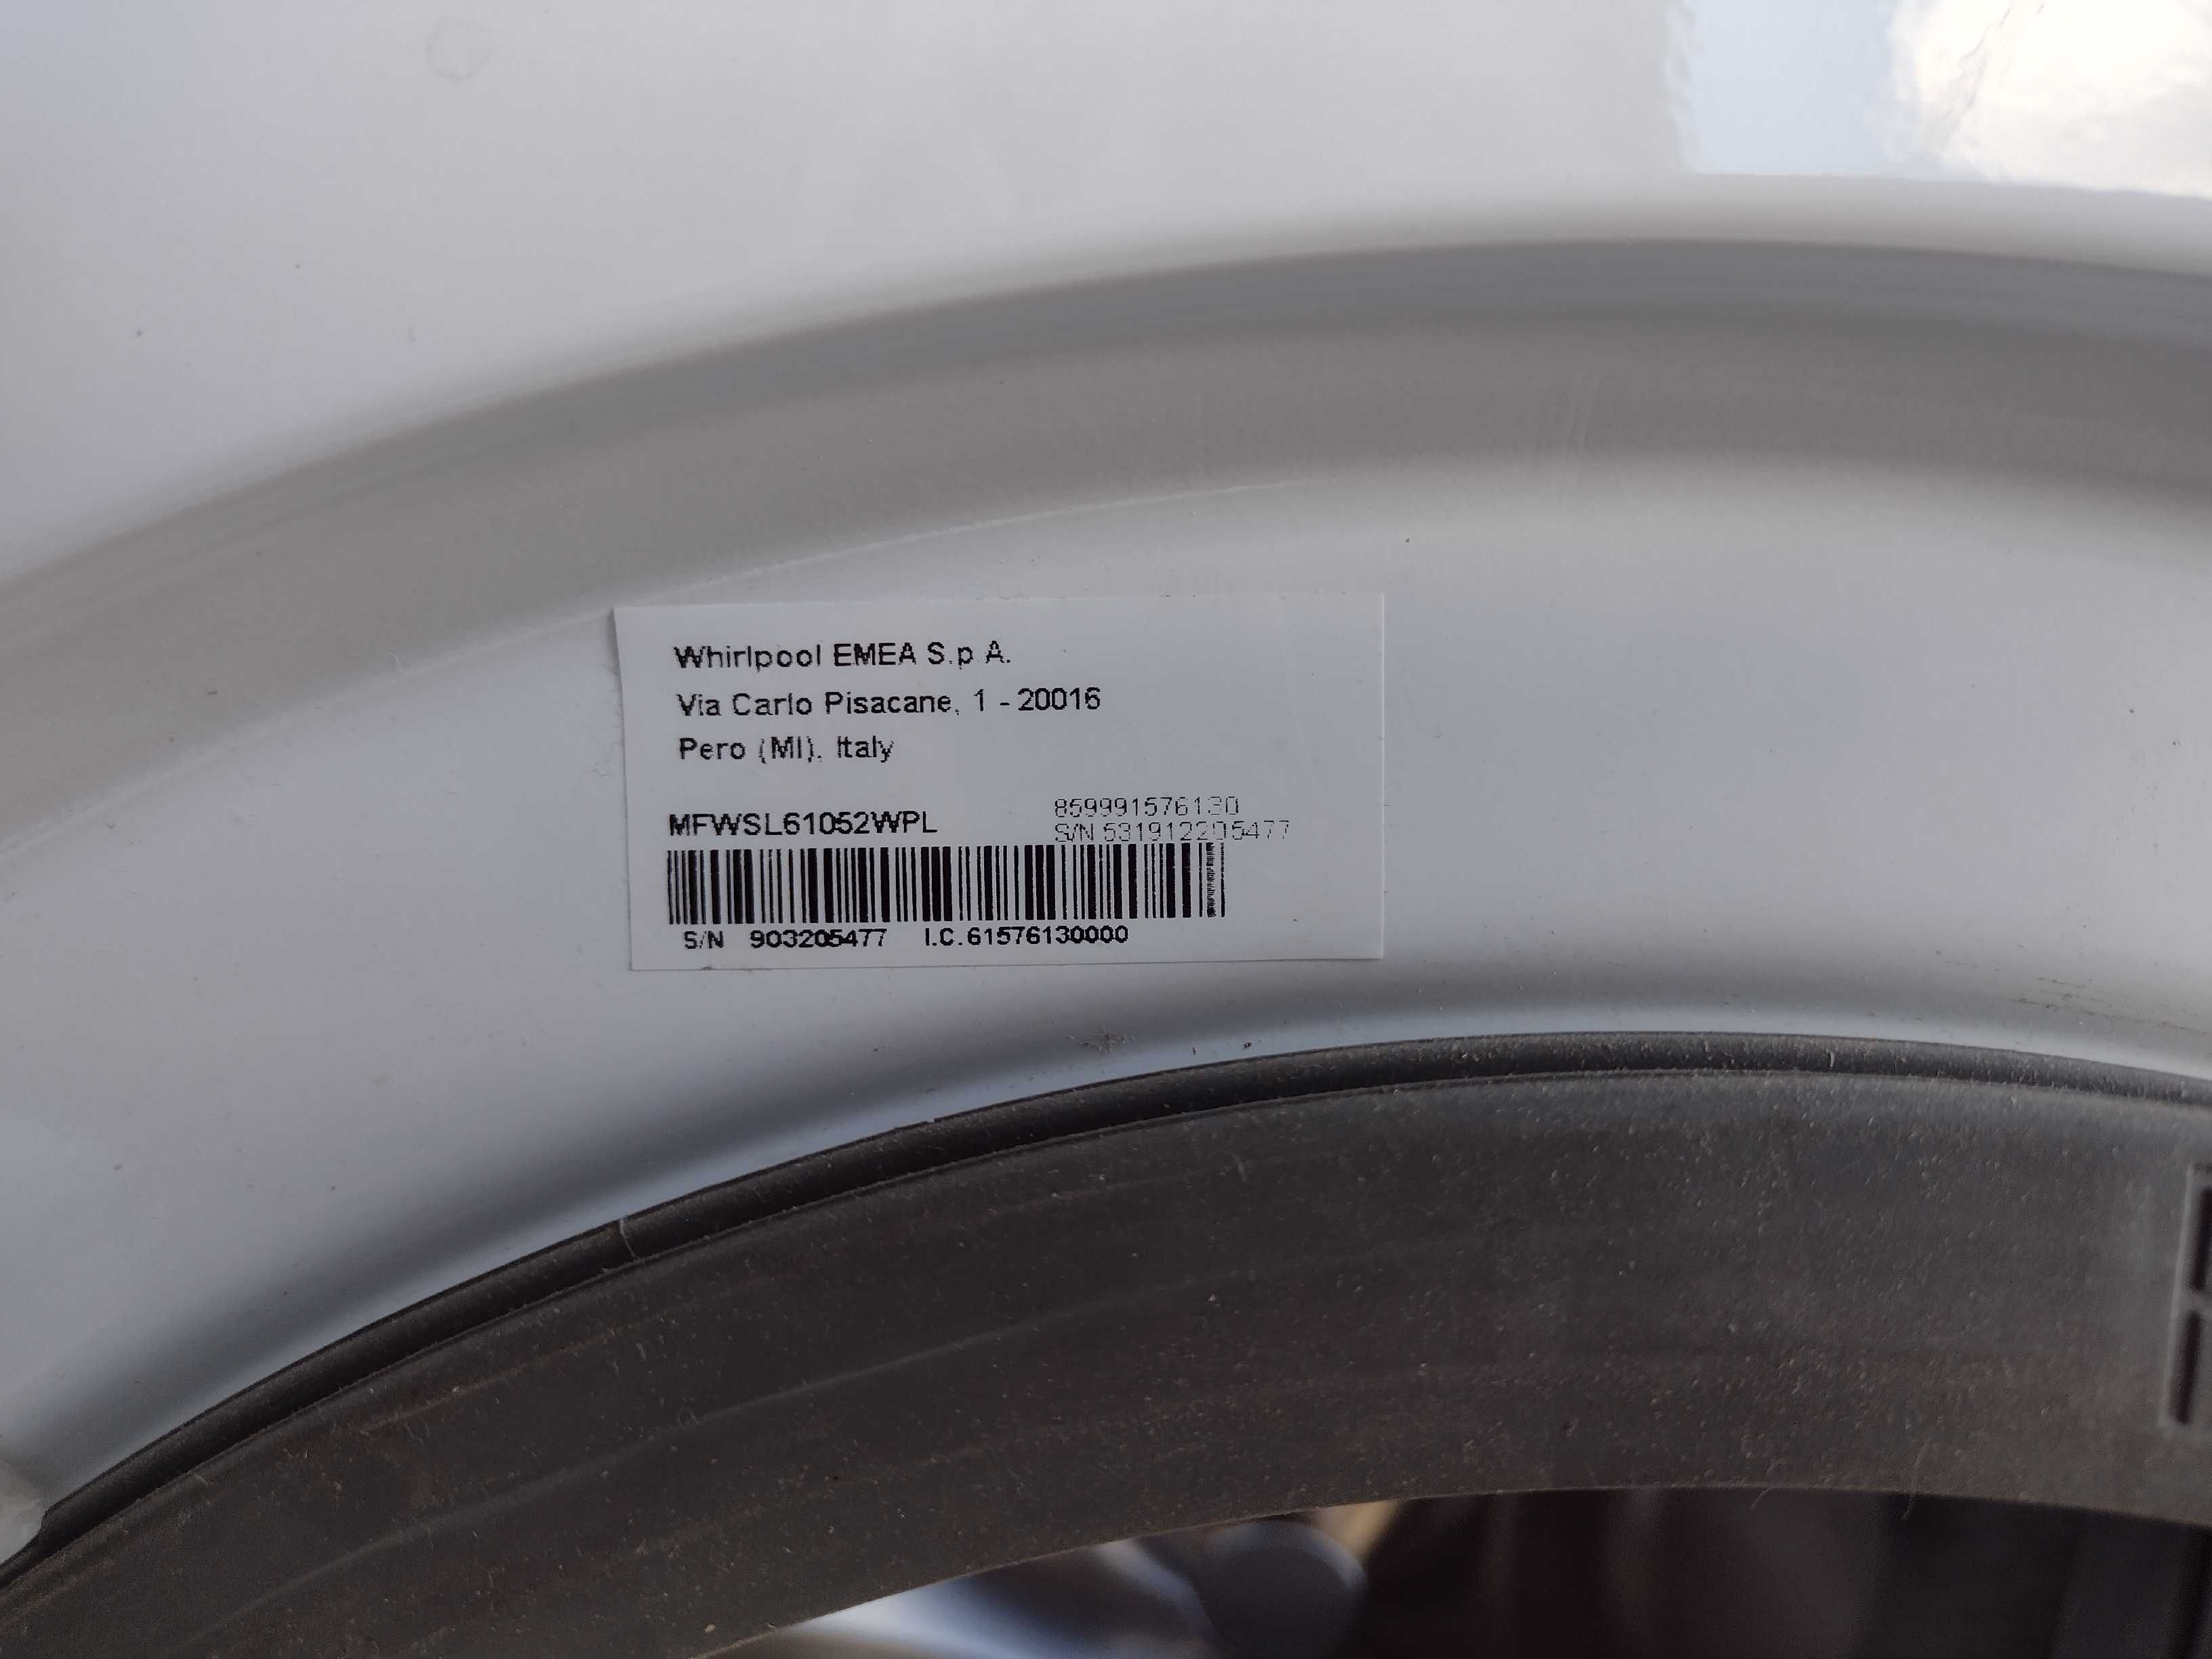 Whirlpool EMEA S.p A.
Via Carlo Pisacane, 1 - 20016
Pero (MI), Italy
859991576130
MFWSL61052WPL
S/N 531912205477
S/N 903205477 I.C.61576130000